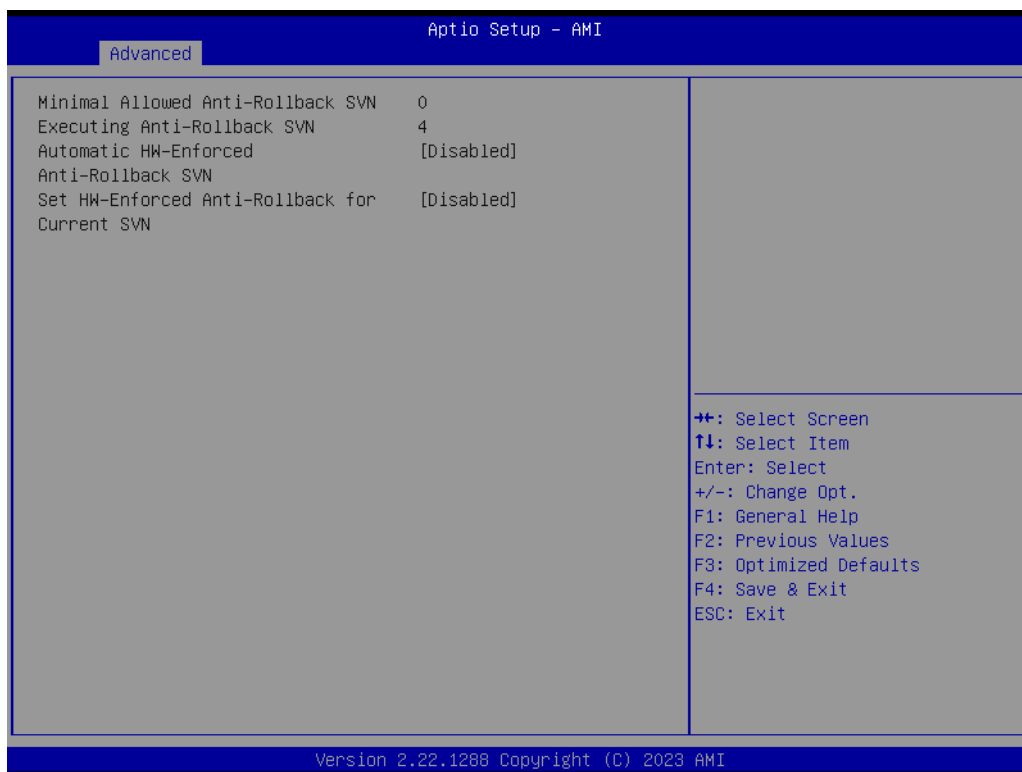 Aptio Setup - AMI
Advanced
Minimal Allowed Anti-Rollback SVN 0
Executing Anti-Rollback SVN 4
Automatic HW-Enforced [Disabled]
Anti-Rollback SVN
Set HW-Enforced Anti-Rollback for [Disabled]
Current SVN
→←: Select Screen
↑↓: Select Item
Enter: Select
+/-: Change Opt.
F1: General Help
F2: Previous Values
F3: Optimized Defaults
F4: Save & Exit
ESC: Exit
Version 2.22.1288 Copyright (C) 2023 AMI